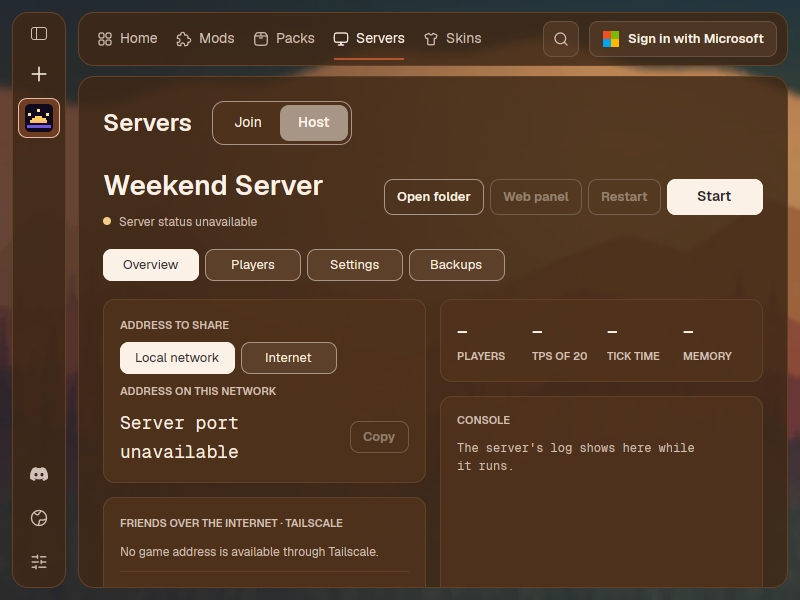 Home
Mods
Packs
Servers
Skins
Sign in with Microsoft
Servers
Join
Host
Weekend Server
Server status unavailable
Open folder
Web panel
Restart
Start
Overview
Players
Settings
Backups
ADDRESS TO SHARE
Local network
Internet
ADDRESS ON THIS NETWORK
Server port
unavailable
Copy
FRIENDS OVER THE INTERNET · TAILSCALE
No game address is available through Tailscale.
–
PLAYERS
–
TPS OF 20
–
TICK TIME
–
MEMORY
CONSOLE
The server's log shows here while
it runs.